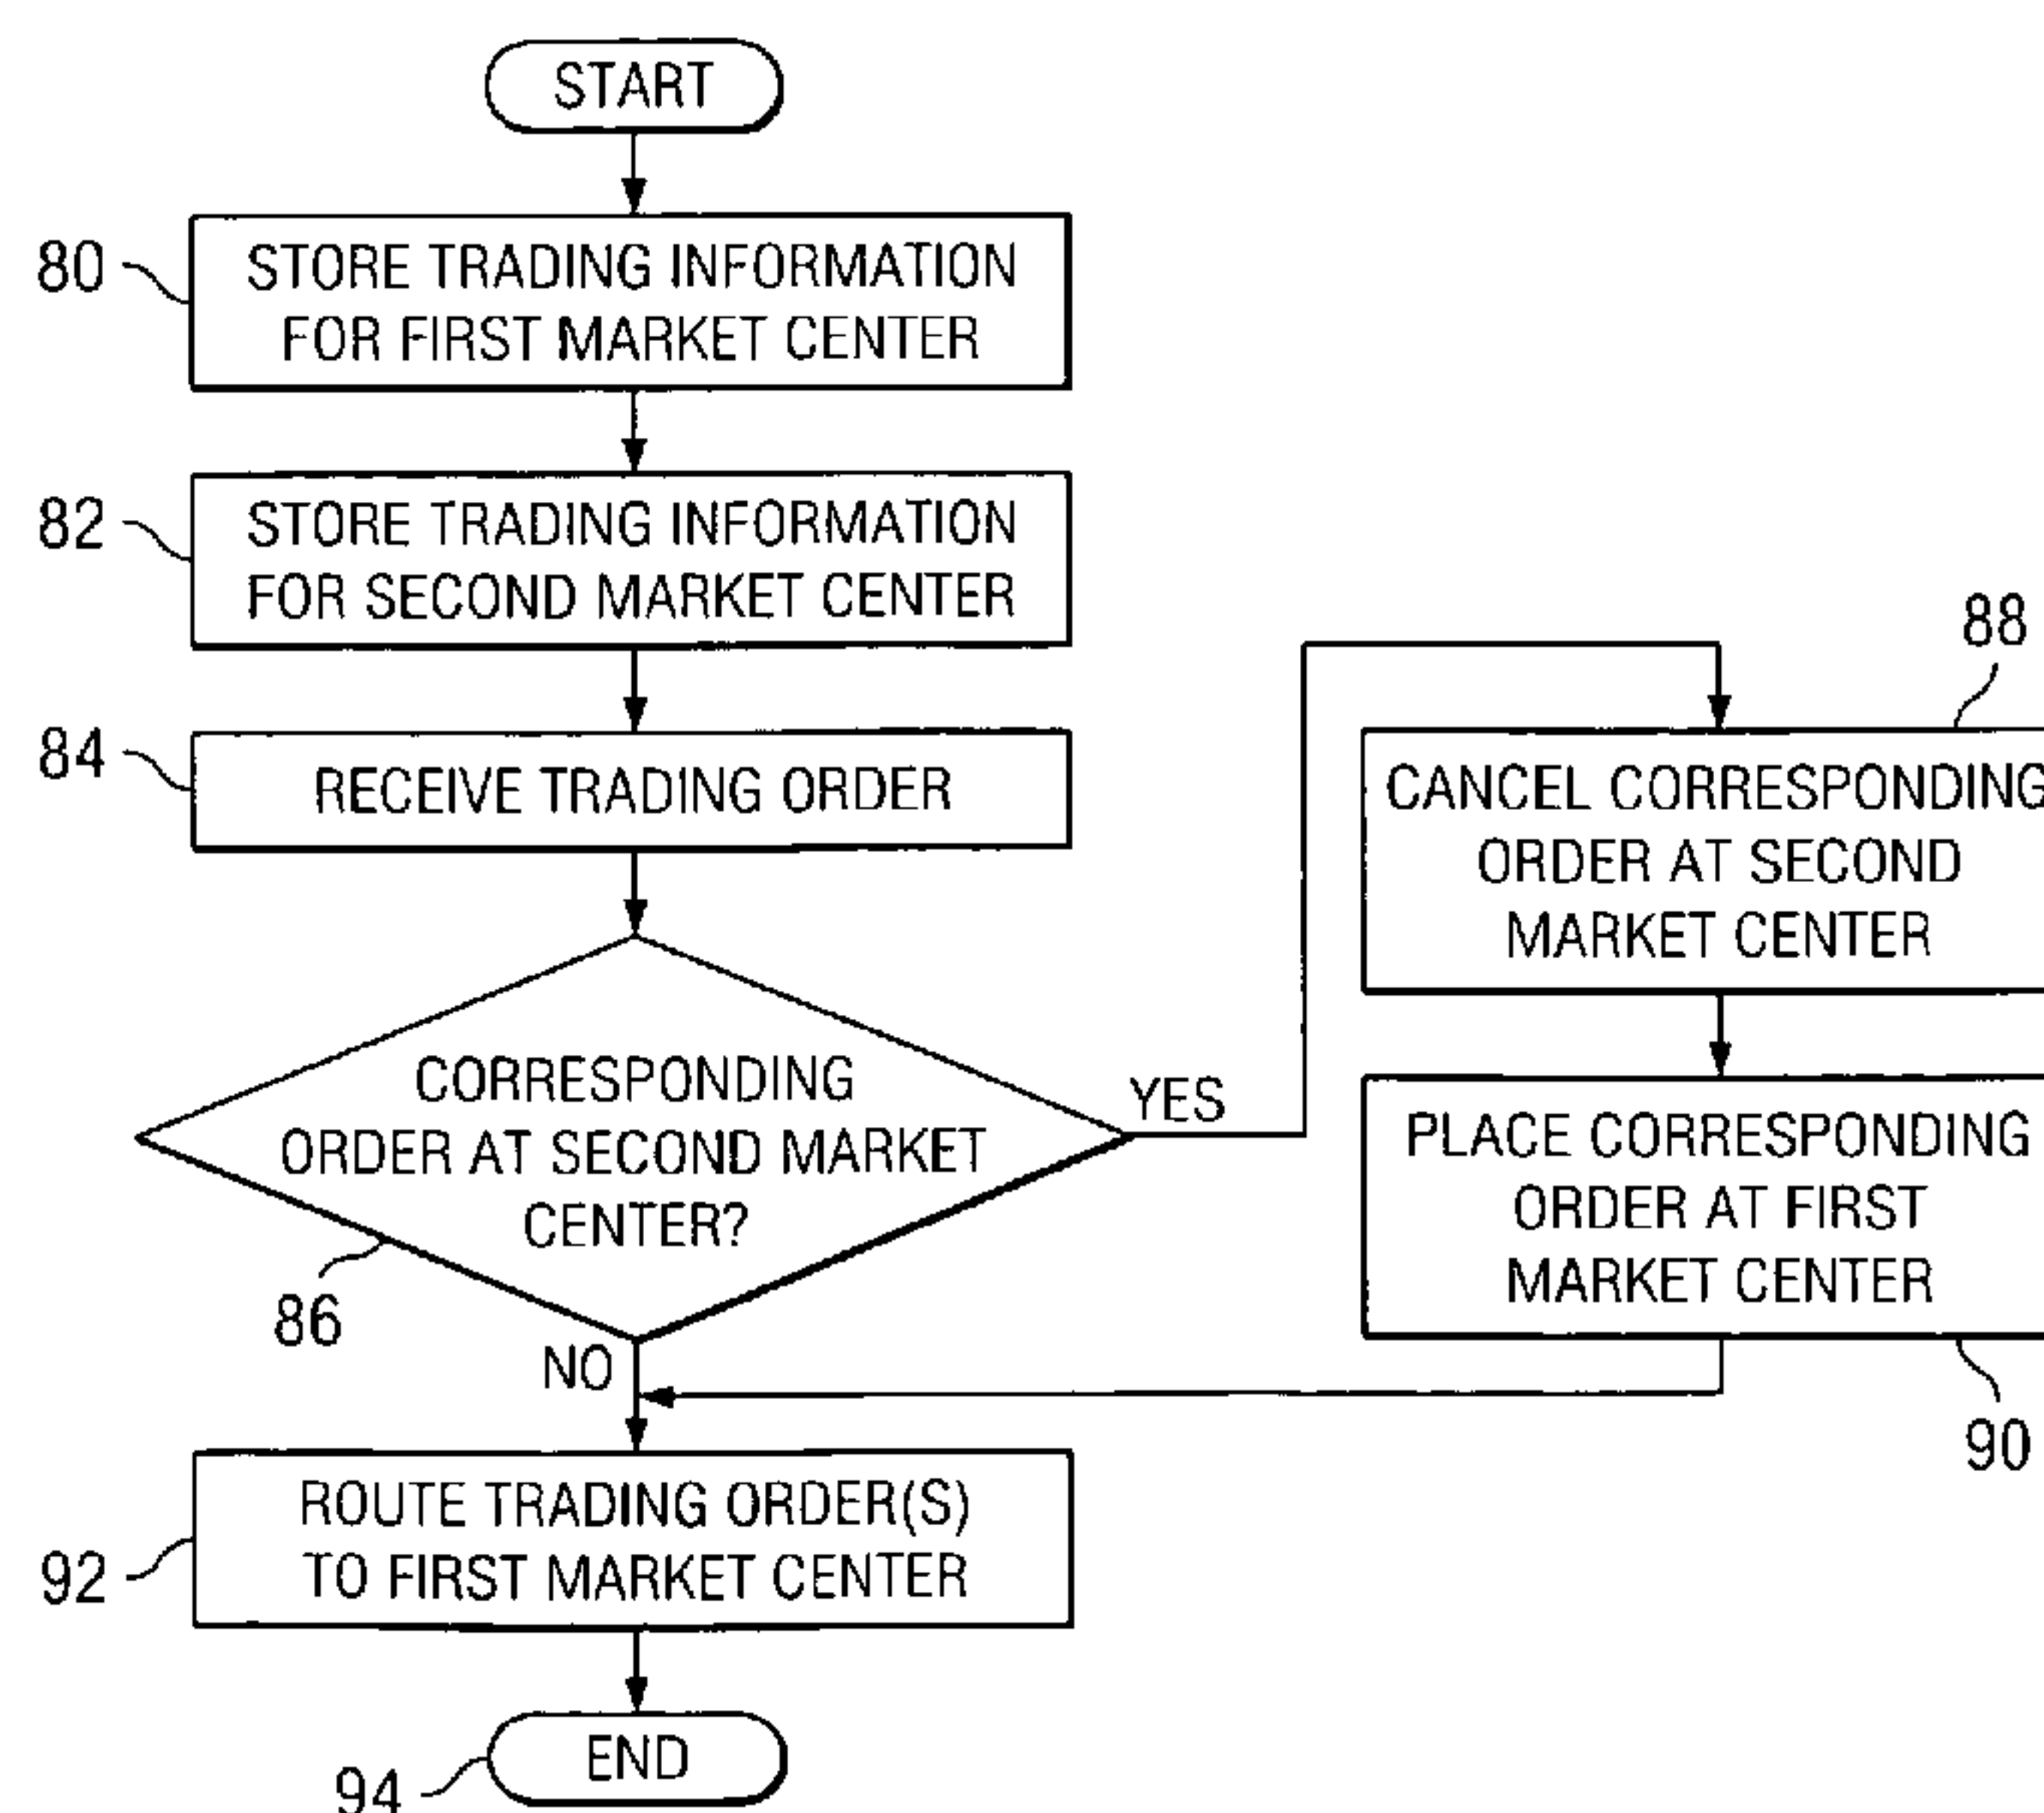 START
80
STORE TRADING INFORMATION
FOR FIRST MARKET CENTER
82
STORE TRADING INFORMATION
FOR SECOND MARKET CENTER
84
RECEIVE TRADING ORDER
CORRESPONDING
ORDER AT SECOND MARKET
CENTER?
86
YES
NO
88
CANCEL CORRESPONDING
ORDER AT SECOND
MARKET CENTER
PLACE CORRESPONDING
ORDER AT FIRST
MARKET CENTER
90
ROUTE TRADING ORDER(S)
TO FIRST MARKET CENTER
92
END
94